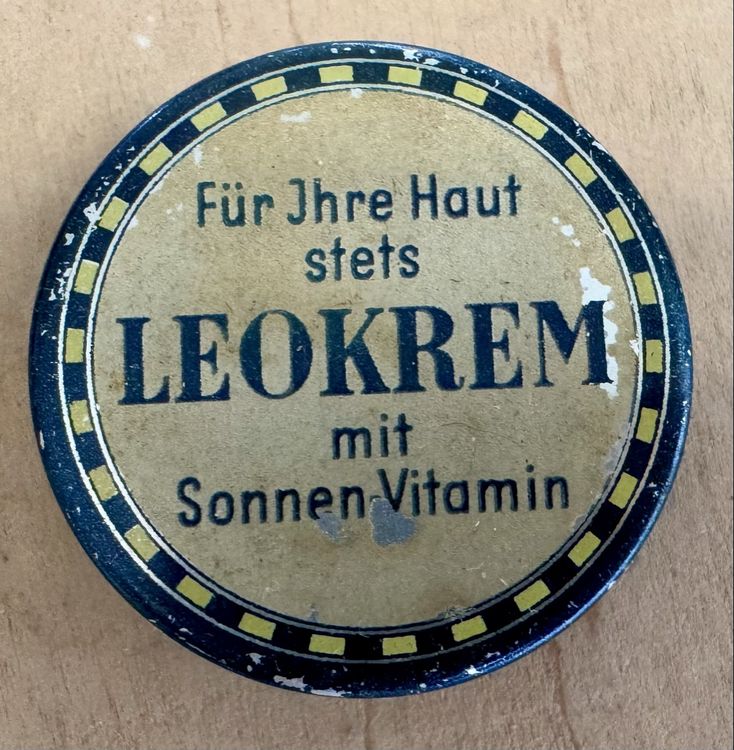 Für Jhre Haut
stets
LEOKREM
mit
Sonnen-Vitamin